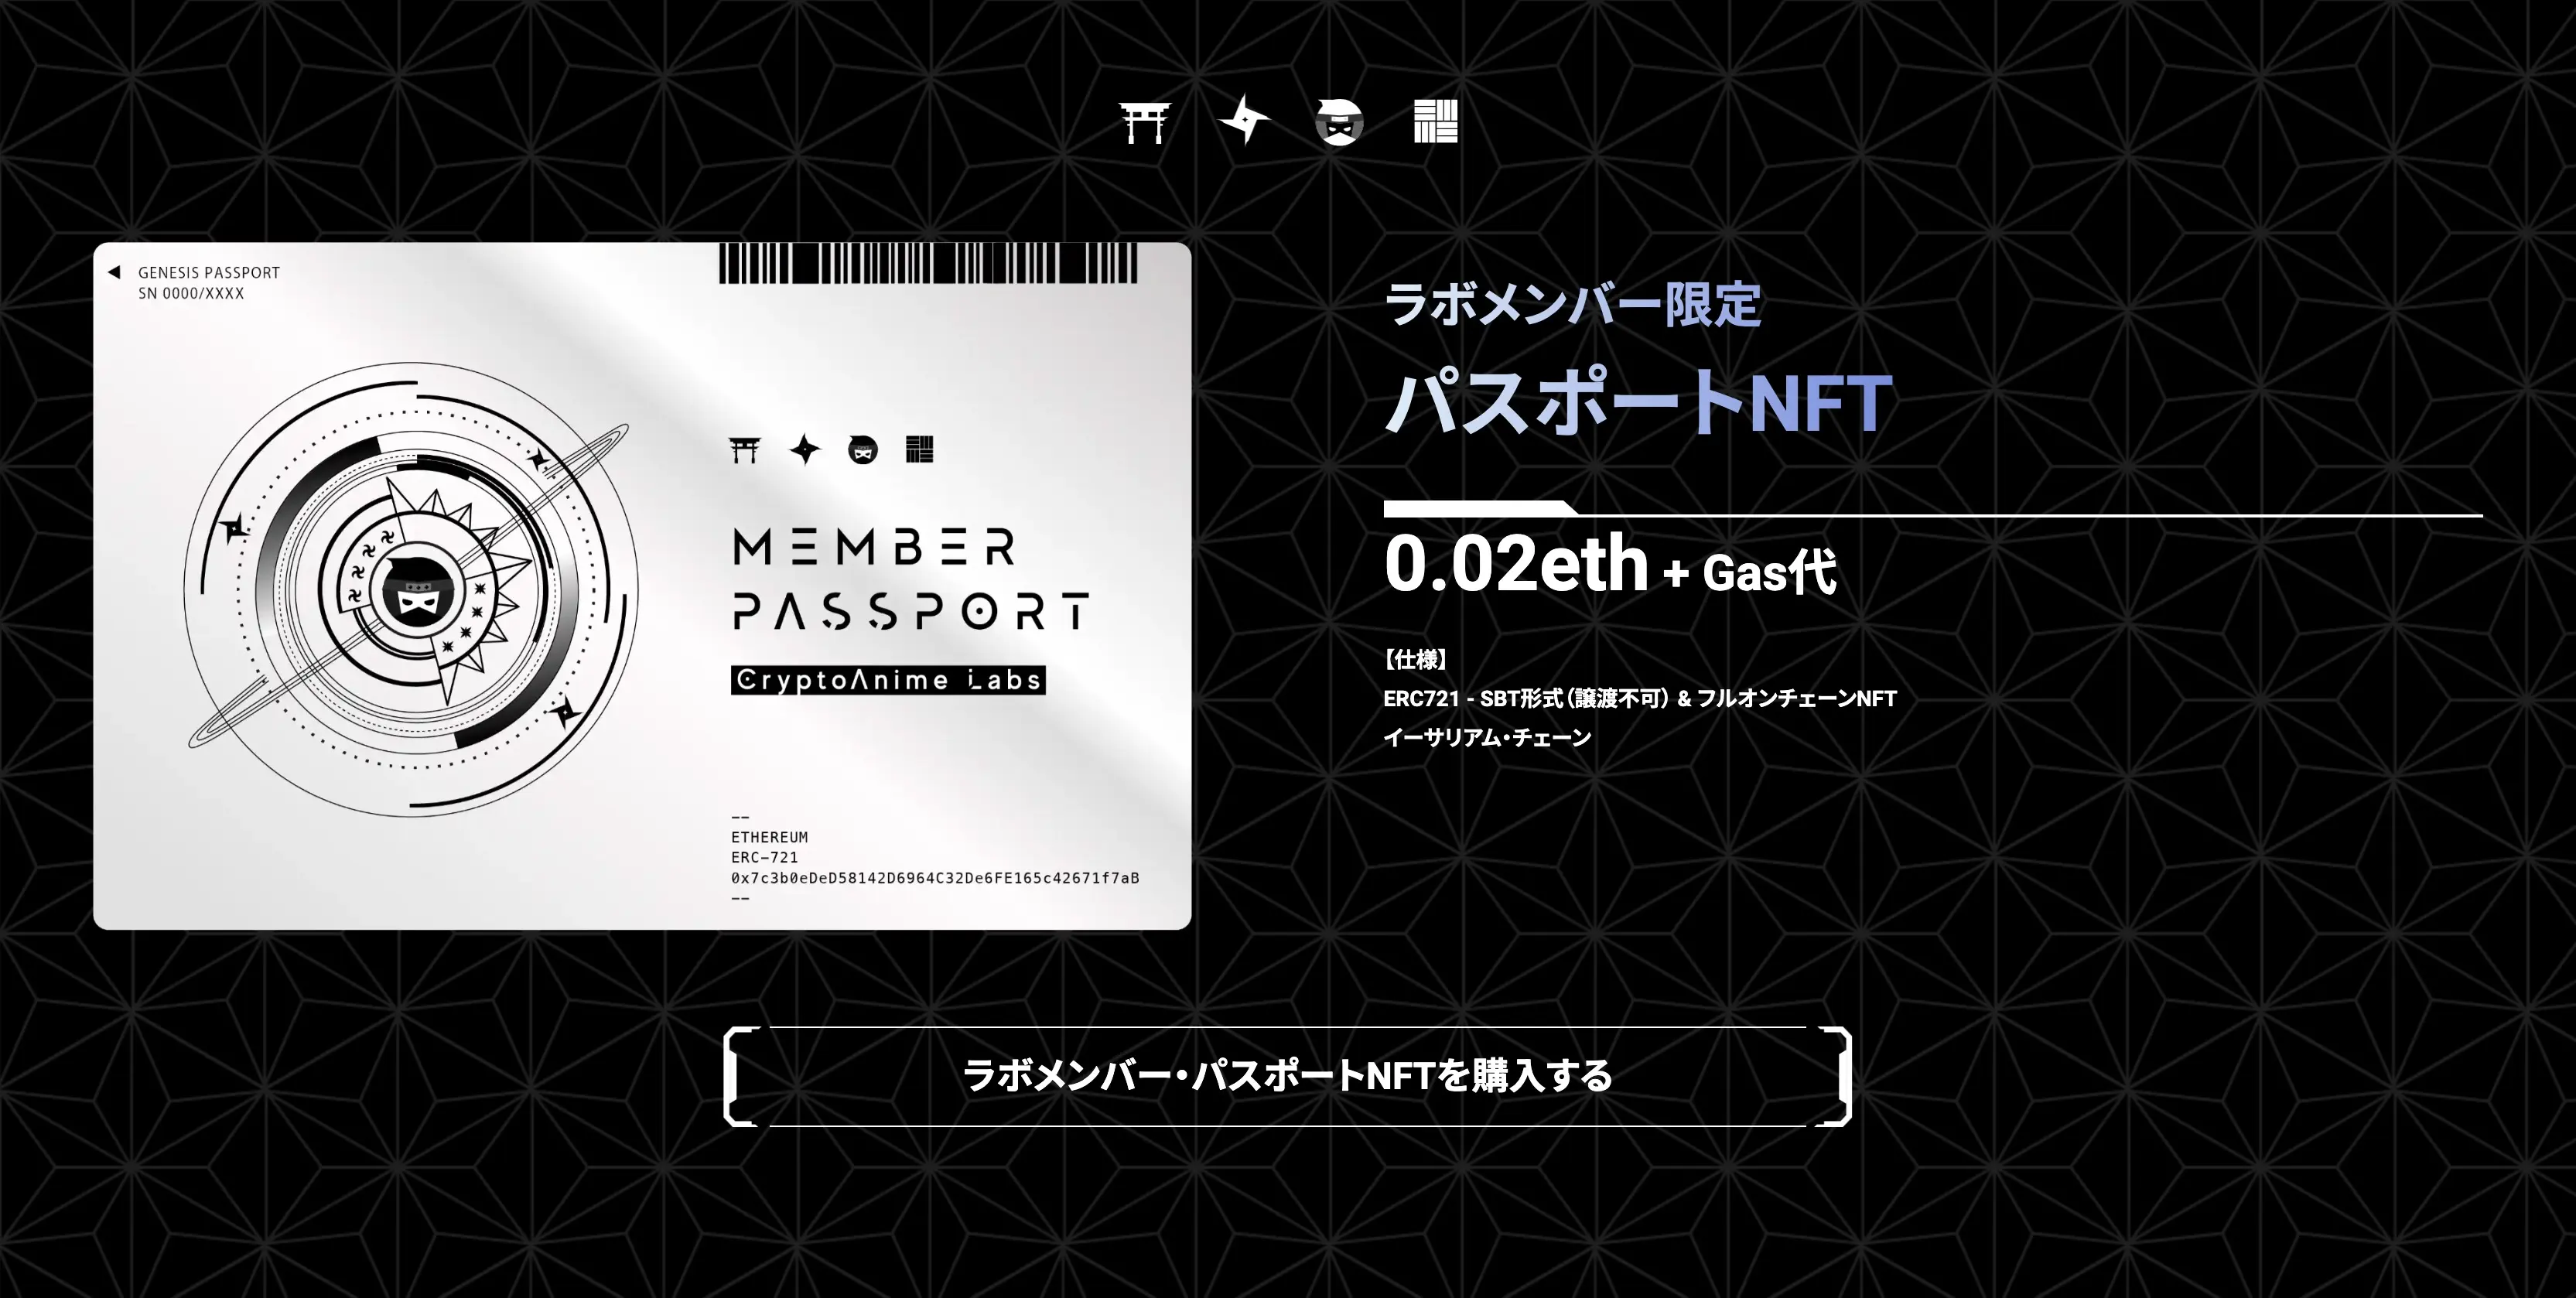 GENESIS PASSPORT
SN 0000/XXXX
MEMBER
PASSPORT
CryptoAnime Labs
--
ETHEREUM
ERC-721
0x7c3b0eDeD58142D6964C32De6FE165c42671f7aB
--
ラボメンバー限定
パスポートNFT
0.02eth + Gas代
【仕様】
ERC721 - SBT形式（譲渡不可） & フルオンチェーンNFT
イーサリアム・チェーン
ラボメンバー・パスポートNFTを購入する